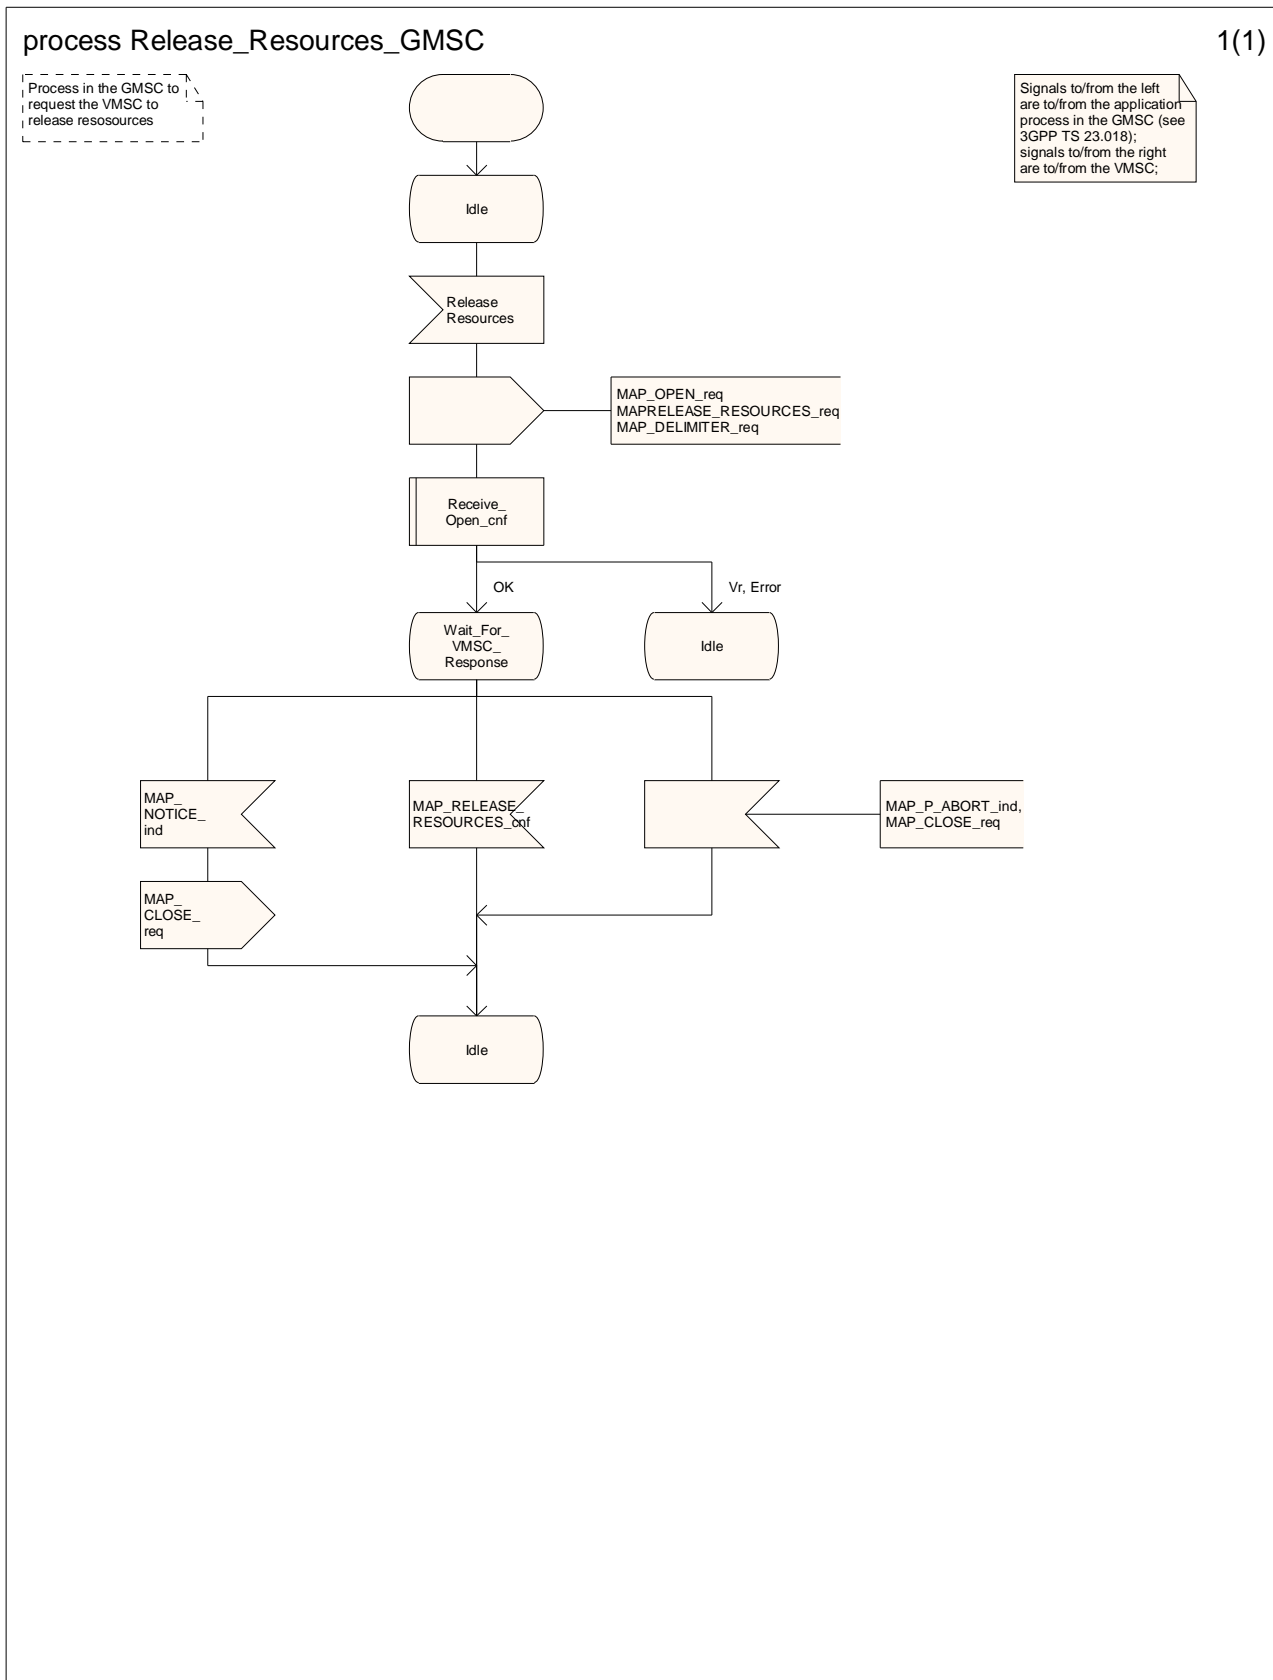 process Release_Resources_GMSC
1(1)
Process in the GMSC to
request the VMSC to
release resosources
Signals to/from the left
are to/from the application
process in the GMSC (see
3GPP TS 23.018);
signals to/from the right
are to/from the VMSC;
Idle
Release
Resources
MAP_OPEN_req
MAPRELEASE_RESOURCES_req
MAP_DELIMITER_req
Receive_
Open_cnf
OK
Vr, Error
Wait_For_
VMSC_
Response
Idle
MAP_
NOTICE_
ind
MAP_RELEASE_
RESOURCES_cnf
MAP_P_ABORT_ind,
MAP_CLOSE_req
MAP_
CLOSE_
req
Idle